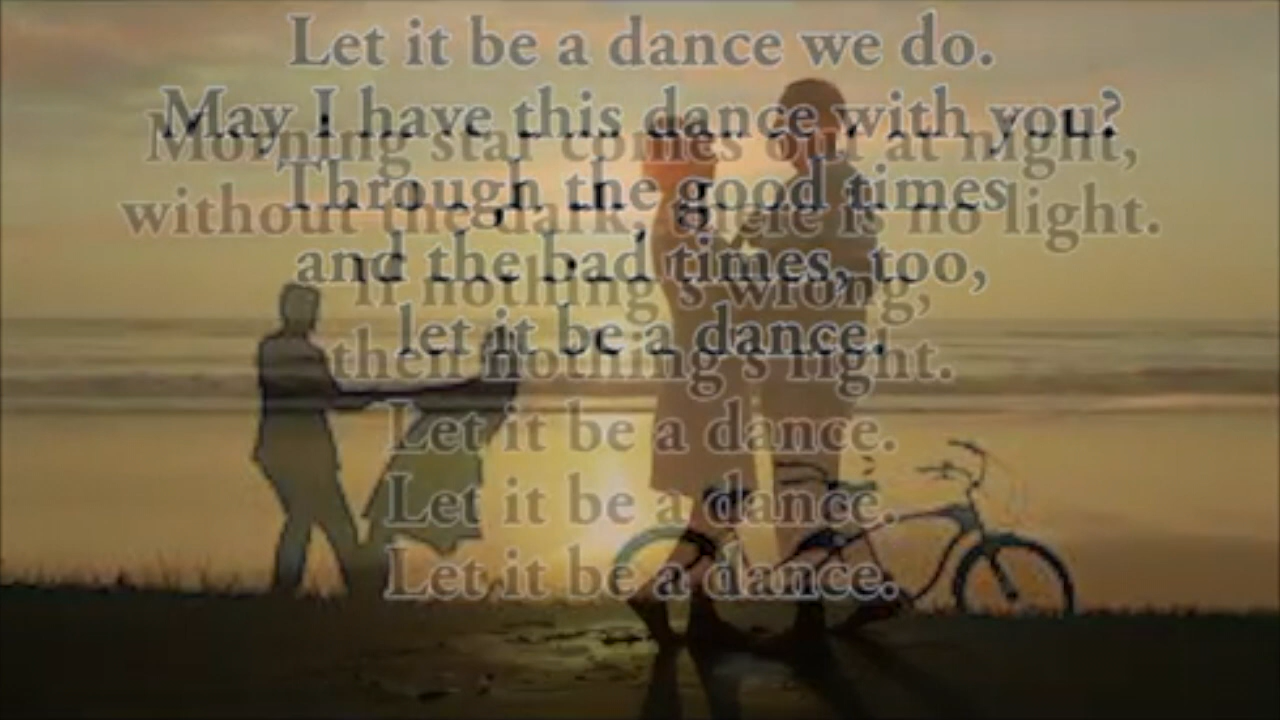 Let it be a dance we do.
May I have this dance with you?
Morning star comes out at night,
Through the good times
without the dark, there is no light.
and the bad times, too,
If nothing's wrong,
let it be a dance.
then nothing's right.
Let it be a dance.
Let it be a dance.
Let it be a dance.